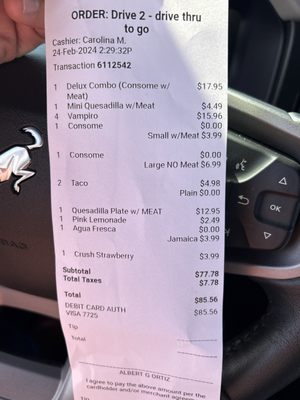 ORDER: Drive 2 - drive thru
to go
Cashier: Carolina M.
24-Feb-2024 2:29:32P
Transaction 6112542
1 Delux Combo (Consome w/ Meat) $17.95
1 Mini Quesadilla w/Meat $4.49
4 Vampiro $15.96
1 Consome $0.00
Small w/Meat $3.99
1 Consome $0.00
Large NO Meat $6.99
2 Taco $4.98
Plain $0.00
1 Quesadilla Plate w/ MEAT $12.95
1 Pink Lemonade $2.49
1 Agua Fresca $0.00
Jamaica $3.99
1 Crush Strawberry $3.99
Subtotal $77.78
Total Taxes $7.78
Total $85.56
DEBIT CARD AUTH $85.56
VISA 7725
Tip
Total
ALBERT G ORTIZ
I agree to pay the above amount per the
cardholder and/or merchant agreement
Tip
OK